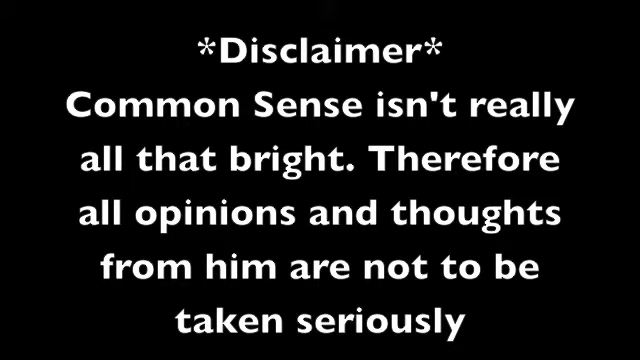 *Disclaimer*
Common Sense isn't really
all that bright. Therefore
all opinions and thoughts
from him are not to be
taken seriously